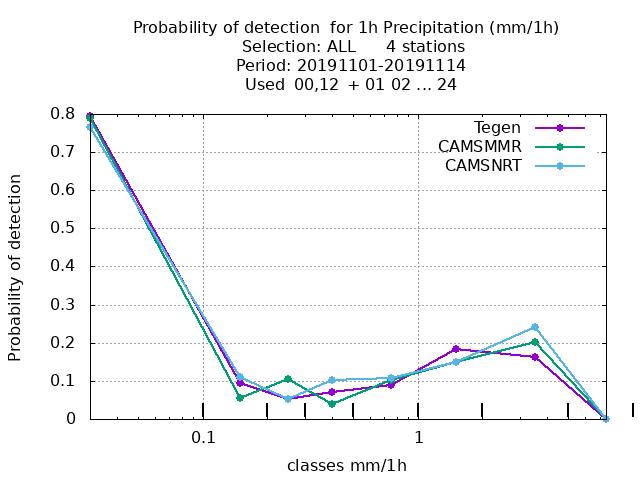 Probability of detection  for 1h Precipitation (mm/1h)
Selection: ALL      4 stations
Period: 20191101-20191114
Used  00,12  + 01 02 ... 24
Tegen
CAMSMMR
CAMSNRT
0.8
0.7
0.6
0.5
0.4
0.3
0.2
0.1
0
Probability of detection
0.1
1
classes mm/1h